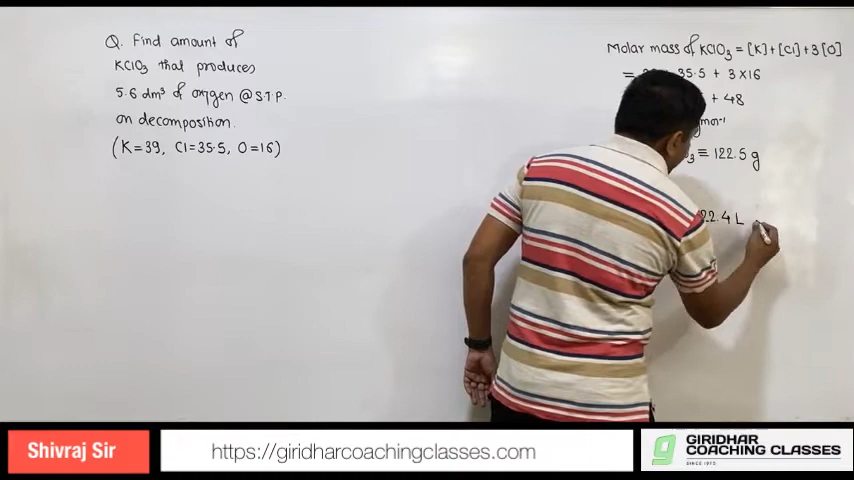 Q. Find amount of
KClO3 that produces
5.6 dm³ of oxygen @ S.T.P.
on decomposition.
(K=39, Cl=35.5, O=16)
Molar mass of KClO3 = [K]+[Cl]+3[O]
= 35.5 + 3×16
+ 48
mol-1
3 ≡ 122.5 g
22.4 L
Shivraj Sir
https://giridharcoachingclasses.com
GIRIDHAR
COACHING CLASSES
SINCE 1973